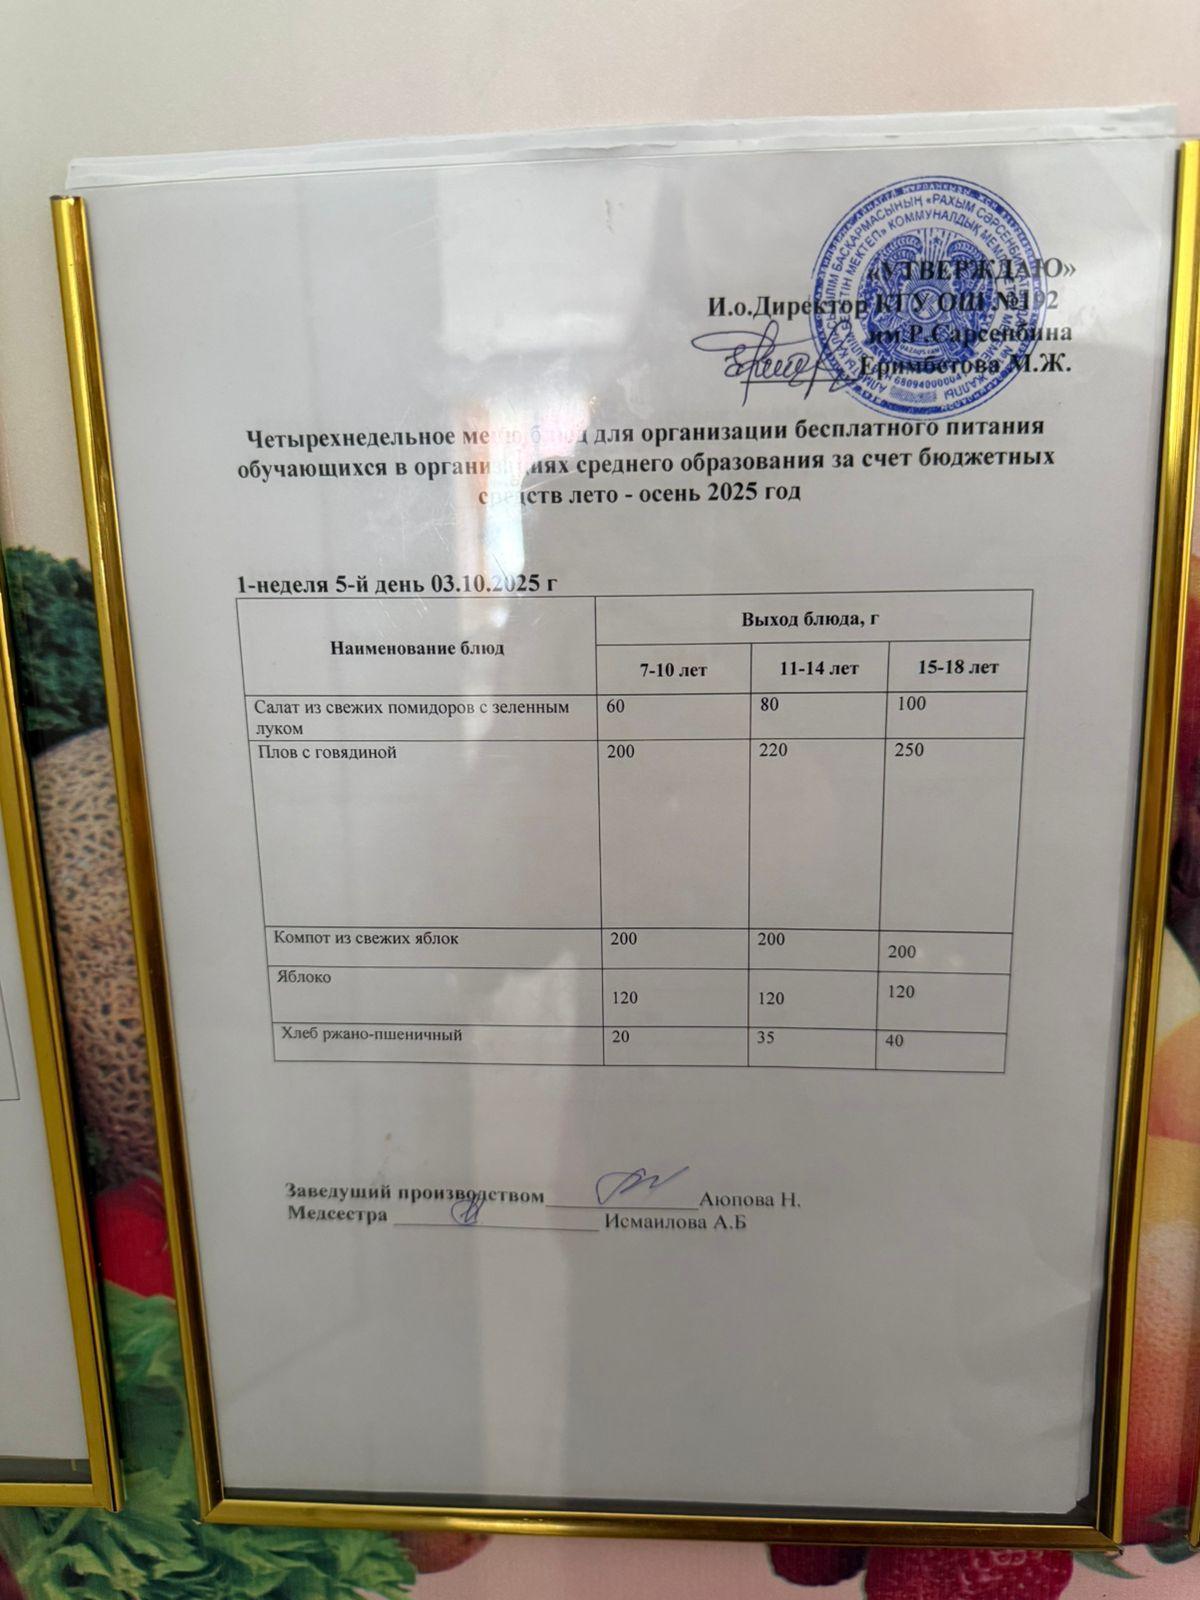 «УТВЕРЖДАЮ»
И.о.Директор КГУ ОШ №192
им.Р.Сарсенбина
Еримбетова М.Ж.
Четырехнедельное меню блюд для организации бесплатного питания
обучающихся в организациях среднего образования за счет бюджетных
средств лето - осень 2025 год
1-неделя 5-й день 03.10.2025 г
Наименование блюд
Выход блюда, г
7-10 лет 11-14 лет 15-18 лет
Салат из свежих помидоров с зеленным 60 80 100
луком
Плов с говядиной 200 220 250
Компот из свежих яблок 200 200 200
Яблоко 120 120 120
Хлеб ржано-пшеничный 20 35 40
Заведущий производством Аюпова Н.
Медсестра Исмаилова А.Б